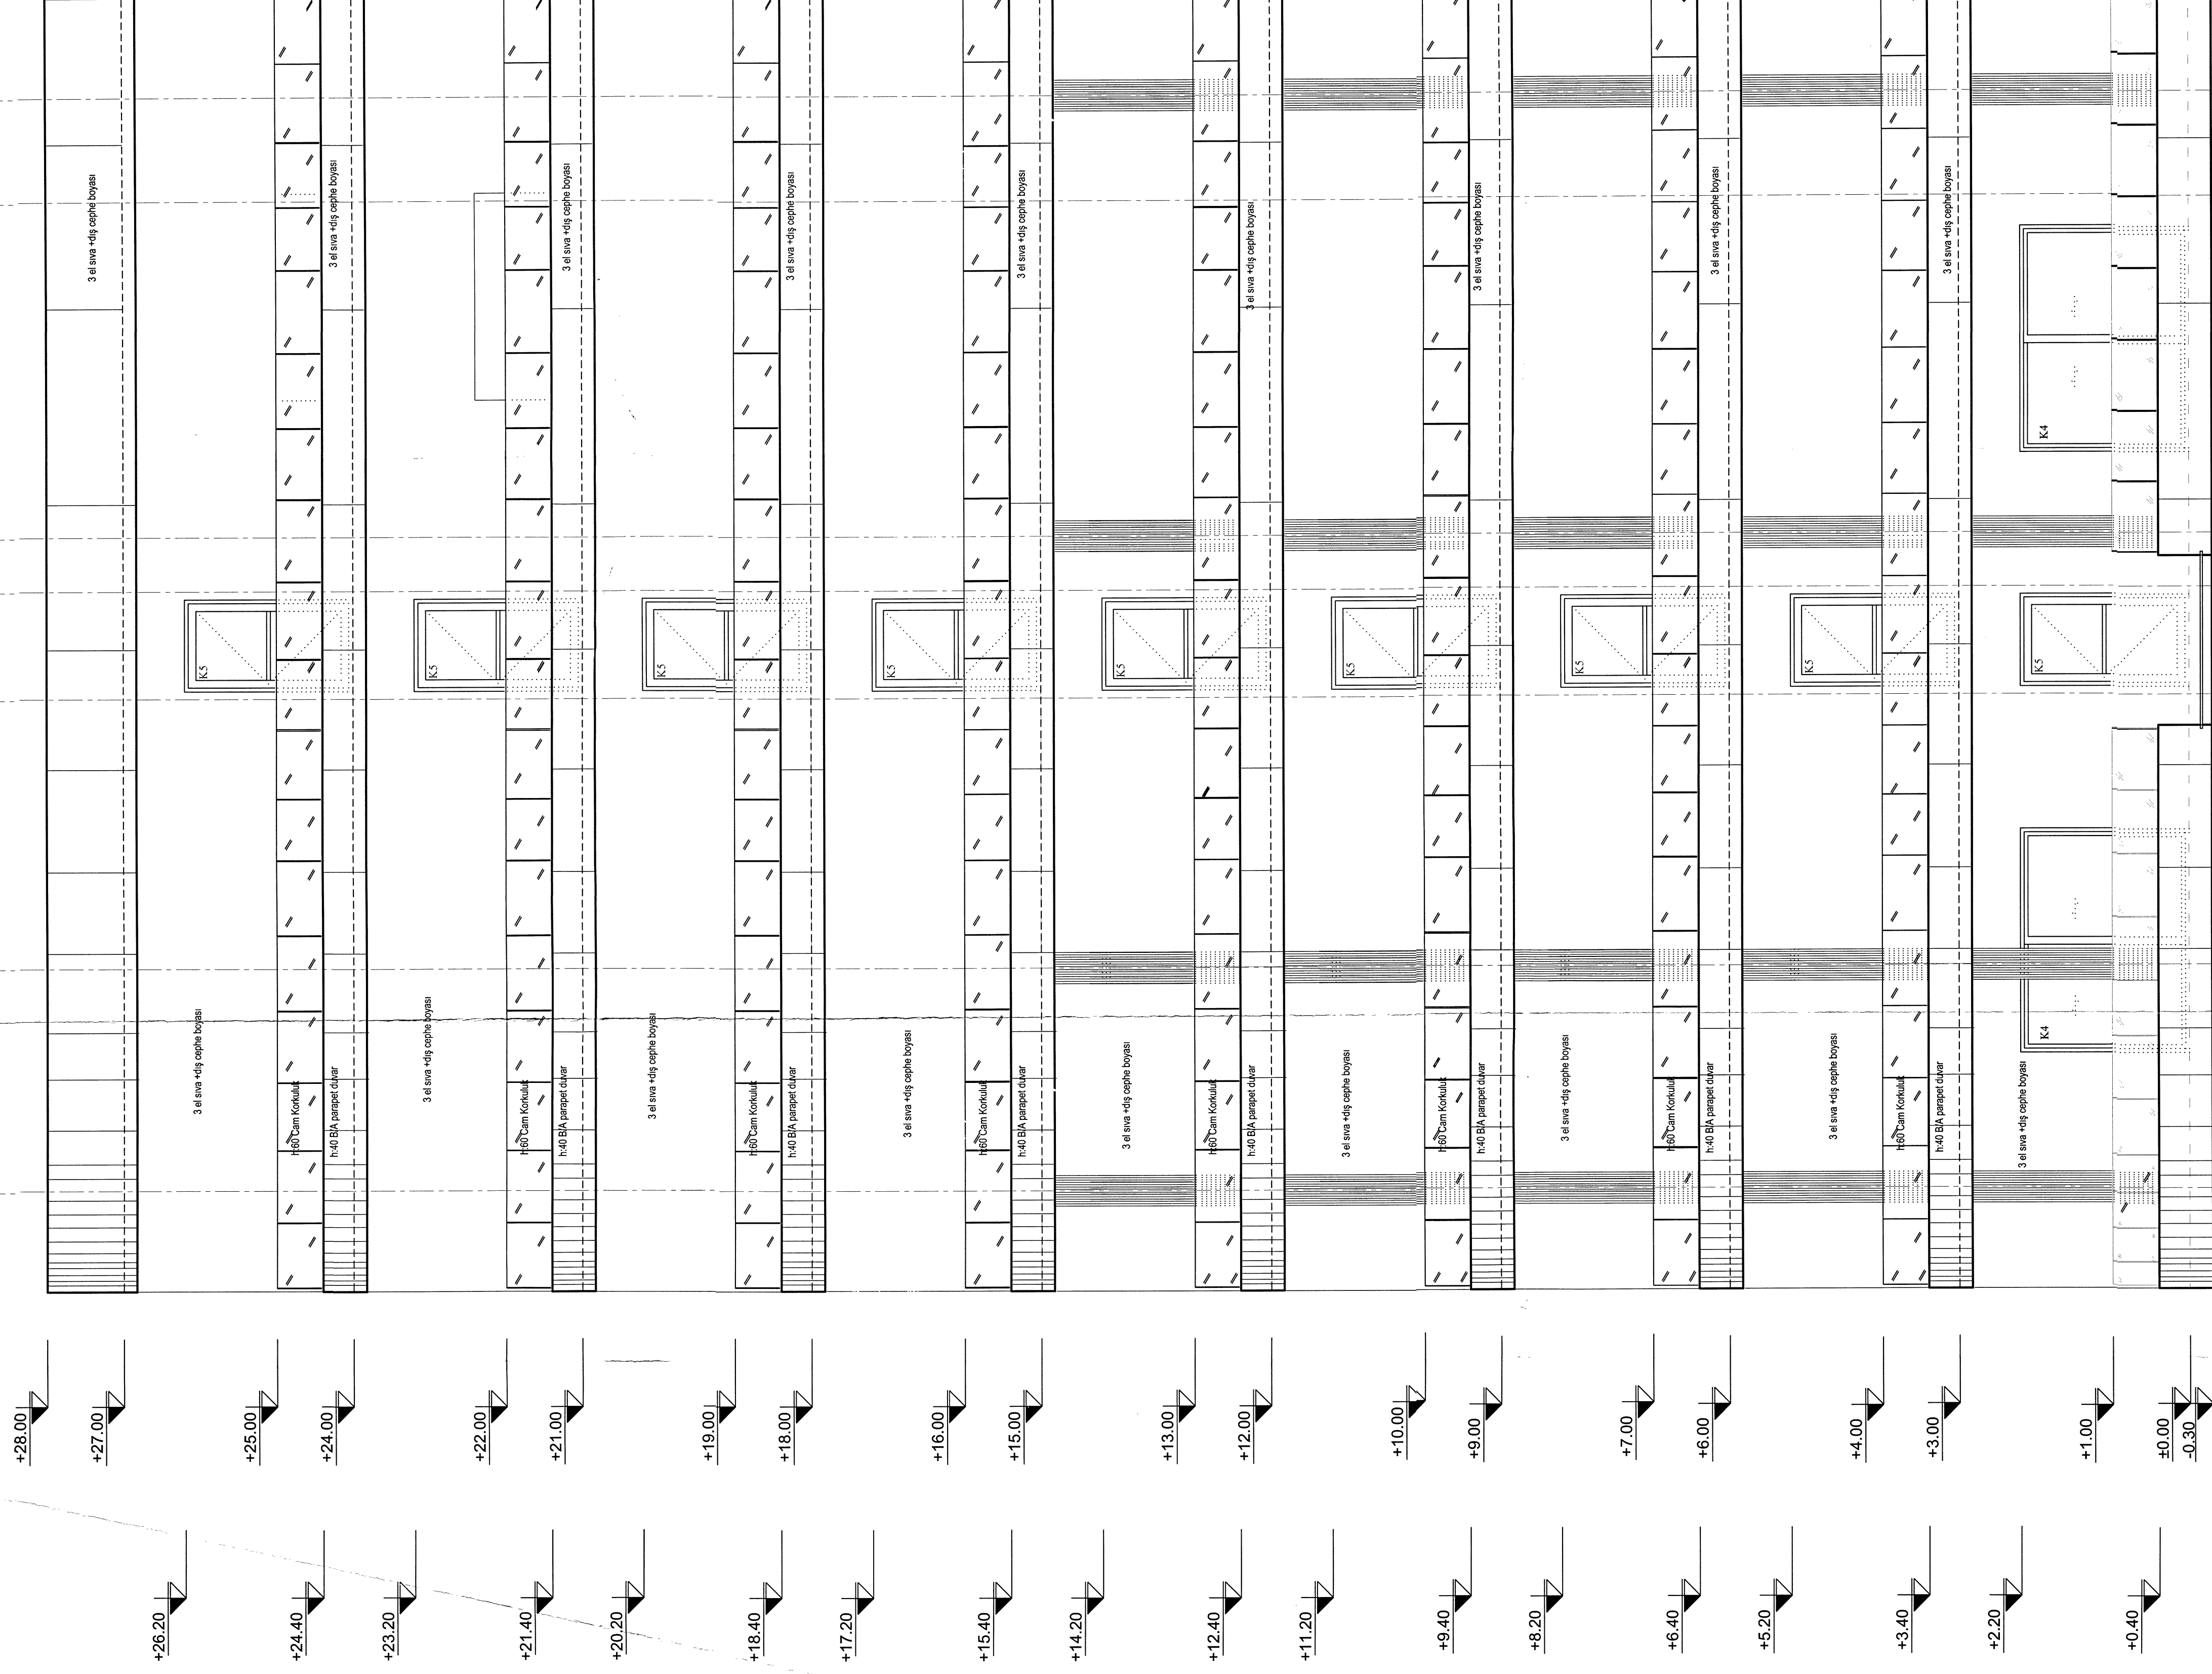 +26.20
+24.40
+23.20
+21.40
+20.20
+18.40
+17.20
+15.40
+14.20
+12.40
+11.20
+9.40
+8.20
+6.40
+5.20
+3.40
+2.20
+0.40
+28.00
+27.00
+25.00
+24.00
+22.00
+21.00
+19.00
+18.00
+16.00
+15.00
+13.00
+12.00
+10.00
+9.00
+7.00
+6.00
+4.00
+3.00
+1.00
±0.00
-0.30
3 el sıva +dış cephe boyası
3 el sıva +dış cephe boyası
K5
h:60 Cam Korkuluk
h:40 B/A parapet duvar
3 el sıva +dış cephe boyası
3 el sıva +dış cephe boyası
K5
h:60 Cam Korkuluk
h:40 B/A parapet duvar
3 el sıva +dış cephe boyası
3 el sıva +dış cephe boyası
K5
h:60 Cam Korkuluk
h:40 B/A parapet duvar
3 el sıva +dış cephe boyası
3 el sıva +dış cephe boyası
K5
h:60 Cam Korkuluk
h:40 B/A parapet duvar
3 el sıva +dış cephe boyası
3 el sıva +dış cephe boyası
K5
h:60 Cam Korkuluk
h:40 B/A parapet duvar
3 el sıva +dış cephe boyası
3 el sıva +dış cephe boyası
K5
h:60 Cam Korkuluk
h:40 B/A parapet duvar
3 el sıva +dış cephe boyası
3 el sıva +dış cephe boyası
K5
h:60 Cam Korkuluk
h:40 B/A parapet duvar
3 el sıva +dış cephe boyası
3 el sıva +dış cephe boyası
K5
h:60 Cam Korkuluk
h:40 B/A parapet duvar
3 el sıva +dış cephe boyası
3 el sıva +dış cephe boyası
K4
K5
K4